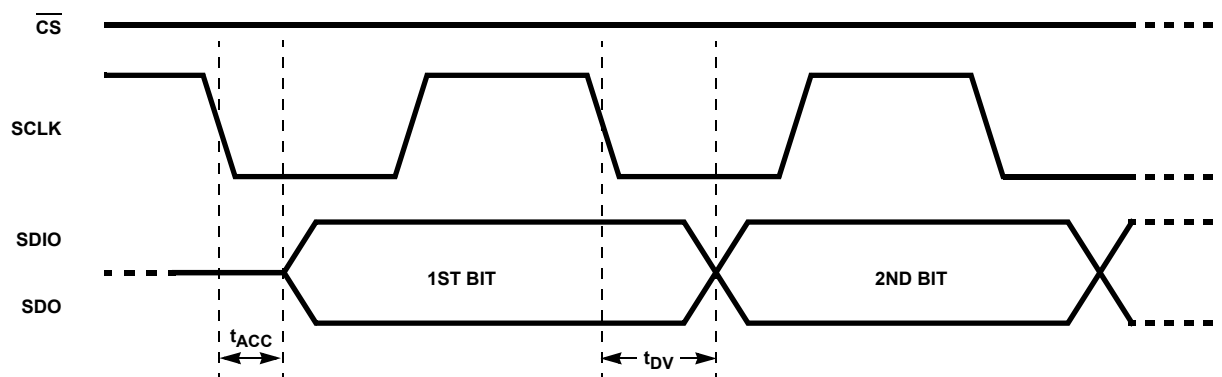 CS
SCLK
SDIO
1ST BIT 2ND BIT
SDO
tACC
tDV